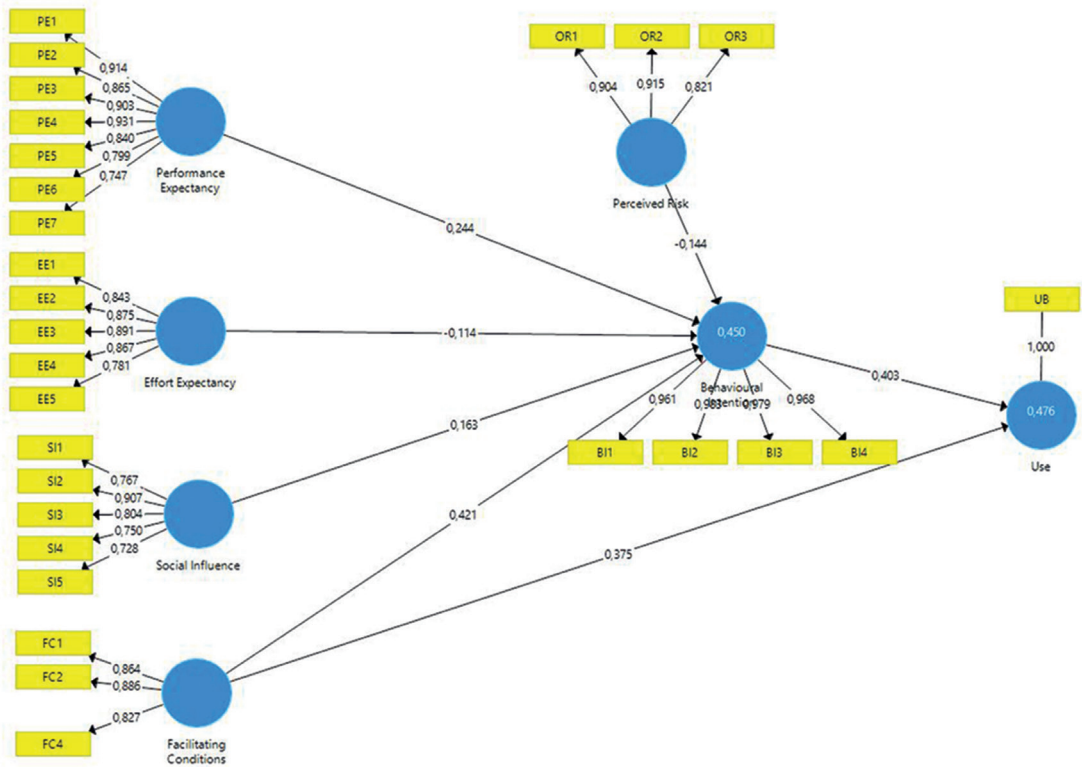 PE1
PE2
PE3
PE4
PE5
PE6
PE7
0,914
0,865
0,903
0,931
0,840
0,799
0,747
Performance
Expectancy
OR1
OR2
OR3
0,904
0,915
0,821
Perceived Risk
0,244
-0,144
EE1
EE2
EE3
EE4
EE5
0,843
0,875
0,891
0,867
0,781
Effort Expectancy
-0,114
0,450
Behavioural
0,961
0,979
0,968
BI1
BI2
BI3
BI4
0,403
UB
1,000
0,476
Use
SI1
SI2
SI3
SI4
SI5
0,767
0,907
0,804
0,750
0,728
Social Influence
0,163
0,421
0,375
FC1
FC2
FC4
0,864
0,886
0,827
Facilitating
Conditions